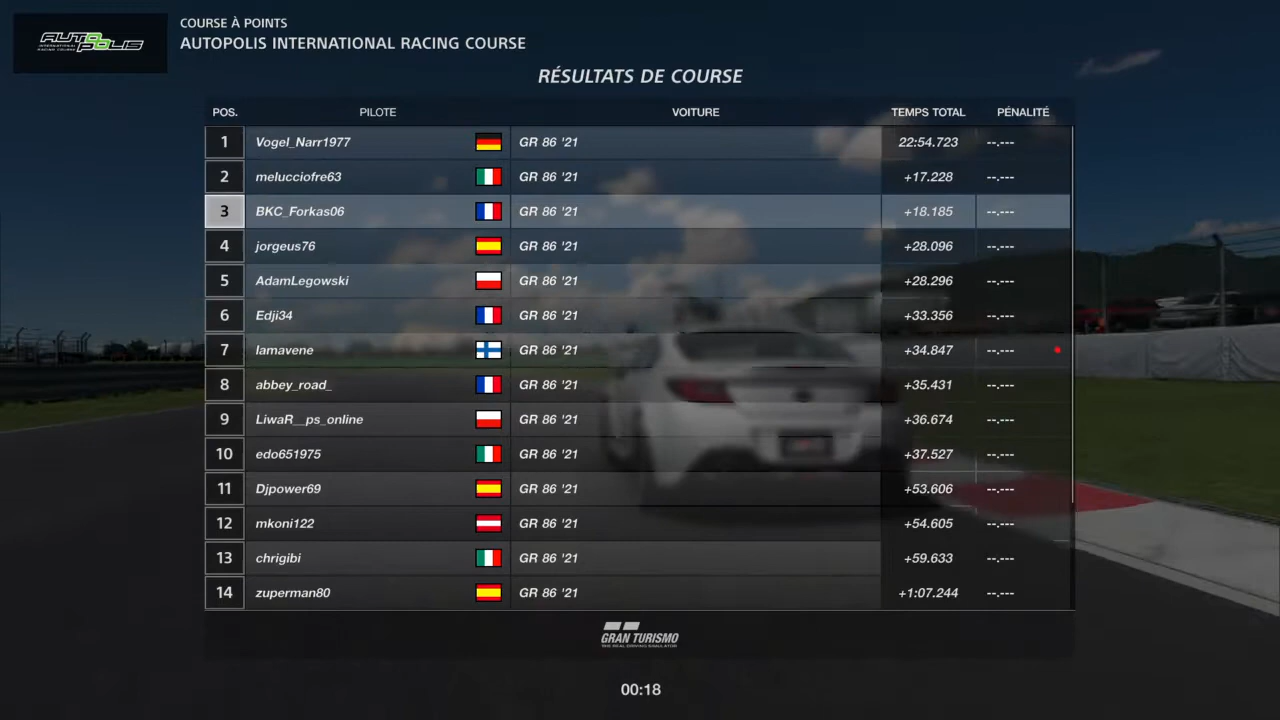 AUTOPOLIS
INTERNATIONAL RACING COURSE
COURSE À POINTS
AUTOPOLIS INTERNATIONAL RACING COURSE
RÉSULTATS DE COURSE
POS. PILOTE VOITURE TEMPS TOTAL PÉNALITÉ
1 Vogel_Narr1977 GR 86 '21 22:54.723 --.---
2 melucciofre63 GR 86 '21 +17.228 --.---
3 BKC_Forkas06 GR 86 '21 +18.185 --.---
4 jorgeus76 GR 86 '21 +28.096 --.---
5 AdamLegowski GR 86 '21 +28.296 --.---
6 Edji34 GR 86 '21 +33.356 --.---
7 lamavene GR 86 '21 +34.847 --.---
8 abbey_road_ GR 86 '21 +35.431 --.---
9 LiwaR__ps_online GR 86 '21 +36.674 --.---
10 edo651975 GR 86 '21 +37.527 --.---
11 Djpower69 GR 86 '21 +53.606 --.---
12 mkoni122 GR 86 '21 +54.605 --.---
13 chrigibi GR 86 '21 +59.633 --.---
14 zuperman80 GR 86 '21 +1:07.244 --.---
GRAN TURISMO
THE REAL DRIVING SIMULATOR
00:18